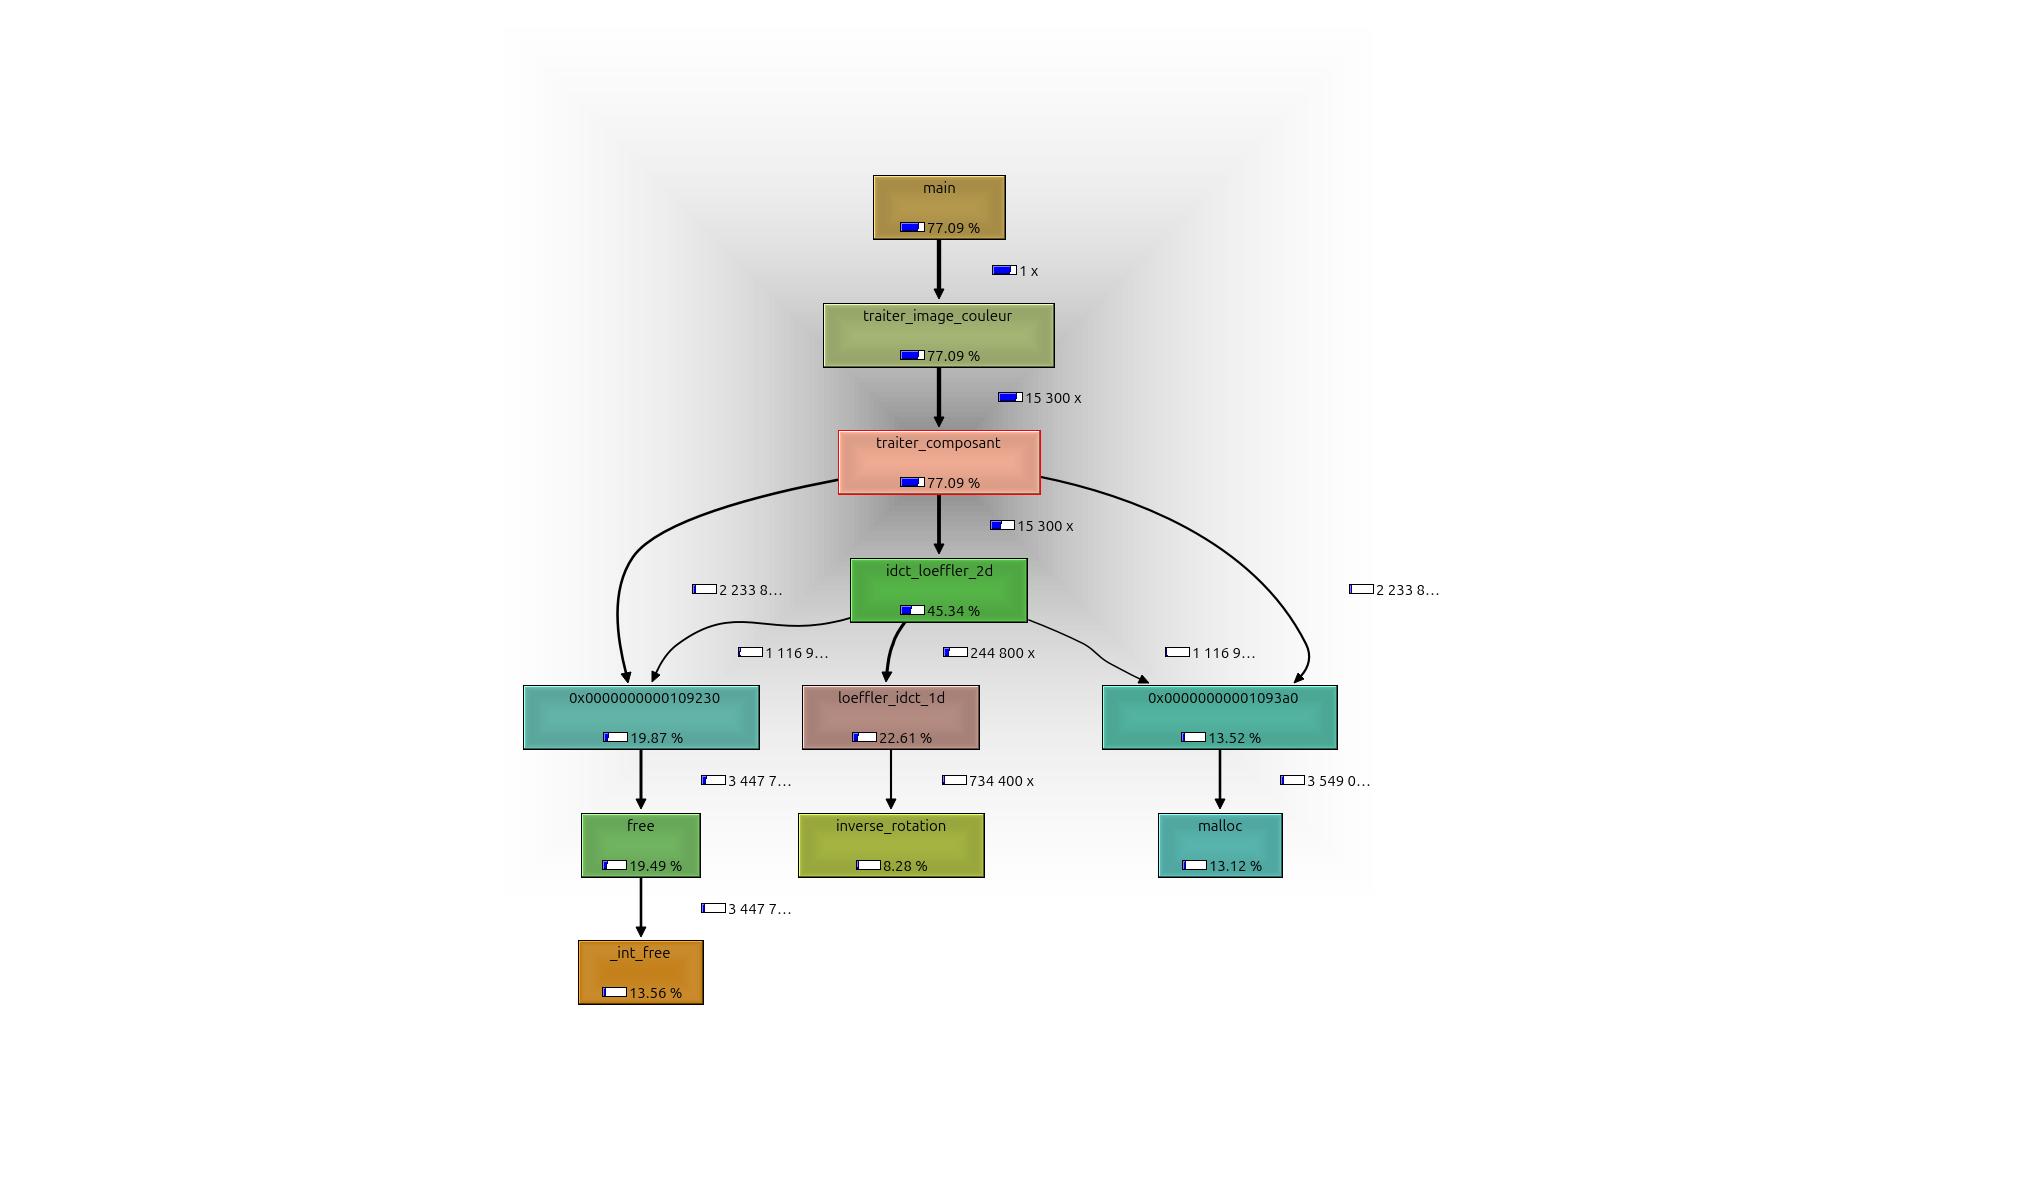 main
77.09 %
1 x
traiter_image_couleur
77.09 %
15 300 x
traiter_composant
77.09 %
15 300 x
idct_loeffler_2d
45.34 %
2 233 8...
2 233 8...
1 116 9...
244 800 x
1 116 9...
0x0000000000109230
19.87 %
loeffler_idct_1d
22.61 %
0x00000000001093a0
13.52 %
3 447 7...
734 400 x
3 549 0...
free
19.49 %
inverse_rotation
8.28 %
malloc
13.12 %
3 447 7...
_int_free
13.56 %